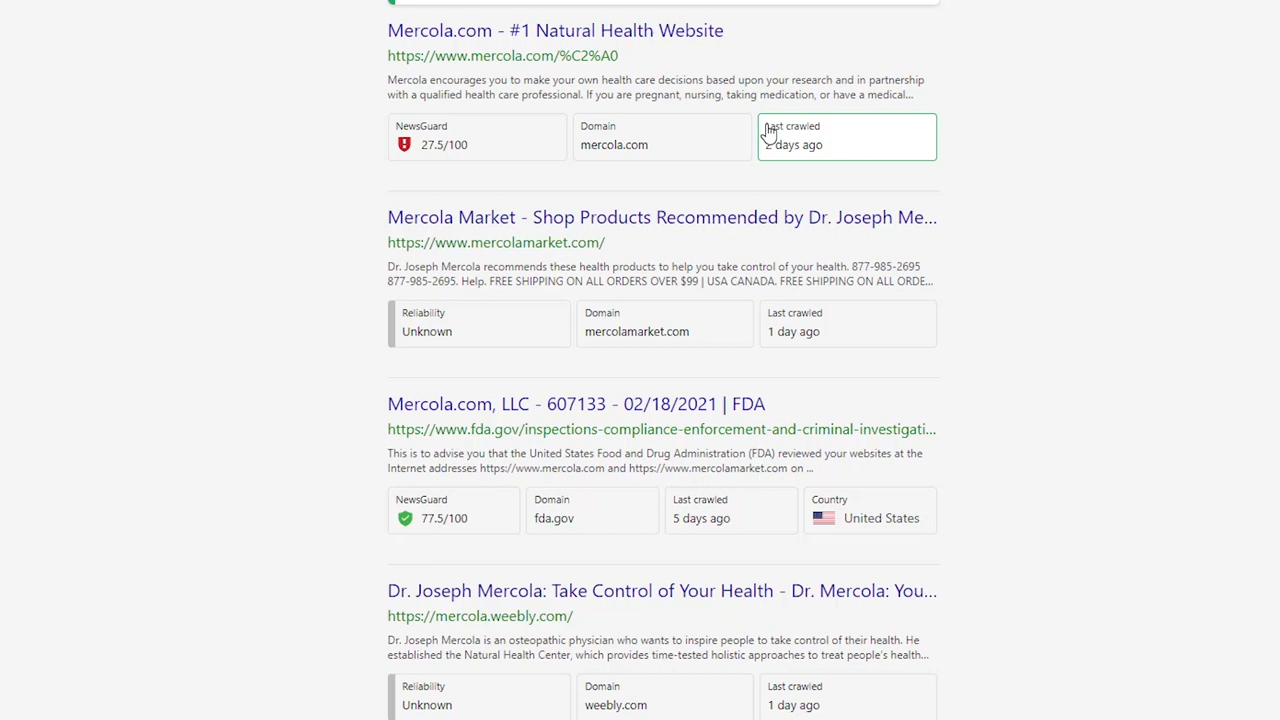 Mercola.com - #1 Natural Health Website
https://www.mercola.com/%C2%A0
Mercola encourages you to make your own health care decisions based upon your research and in partnership
with a qualified health care professional. If you are pregnant, nursing, taking medication, or have a medical...
NewsGuard
27.5/100
Domain
mercola.com
Last crawled
2 days ago
Mercola Market - Shop Products Recommended by Dr. Joseph Me...
https://www.mercolamarket.com/
Dr. Joseph Mercola recommends these health products to help you take control of your health. 877-985-2695
877-985-2695. Help. FREE SHIPPING ON ALL ORDERS OVER $99 | USA CANADA. FREE SHIPPING ON ALL ORDE...
Reliability
Unknown
Domain
mercolamarket.com
Last crawled
1 day ago
Mercola.com, LLC - 607133 - 02/18/2021 | FDA
https://www.fda.gov/inspections-compliance-enforcement-and-criminal-investigati...
This is to advise you that the United States Food and Drug Administration (FDA) reviewed your websites at the
Internet addresses https://www.mercola.com and https://www.mercolamarket.com on ...
NewsGuard
77.5/100
Domain
fda.gov
Last crawled
5 days ago
Country
United States
Dr. Joseph Mercola: Take Control of Your Health - Dr. Mercola: You...
https://mercola.weebly.com/
Dr. Joseph Mercola is an osteopathic physician who wants to inspire people to take control of their health. He
established the Natural Health Center, which provides time-tested holistic approaches to treat people's health...
Reliability
Unknown
Domain
weebly.com
Last crawled
1 day ago